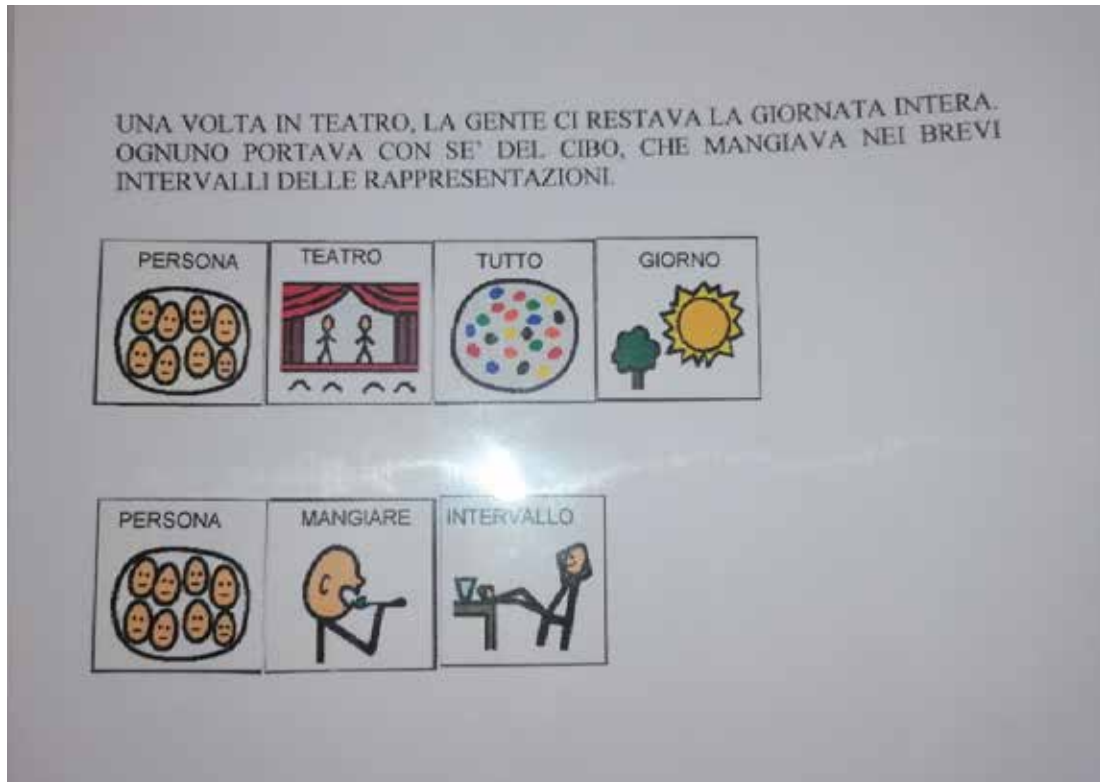 UNA VOLTA IN TEATRO, LA GENTE CI RESTAVA LA GIORNATA INTERA.
OGNUNO PORTAVA CON SE' DEL CIBO, CHE MANGIAVA NEI BREVI
INTERVALLI DELLE RAPPRESENTAZIONI.
PERSONA TEATRO TUTTO GIORNO
PERSONA MANGIARE INTERVALLO